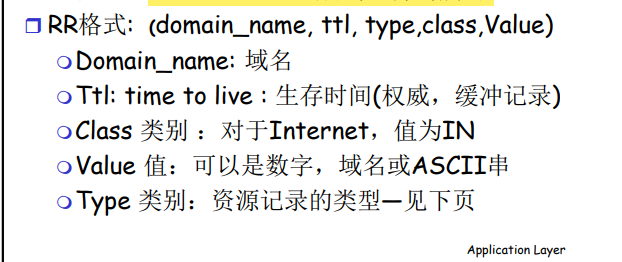 RR格式:(domain_name, ttl, type,class,Value)
Domain_name: 域名
Ttl: time to live : 生存时间(权威，缓冲记录)
Class 类别 ：对于Internet，值为IN
Value 值：可以是数字，域名或ASCII串
Type 类别：资源记录的类型—见下页
Application Layer